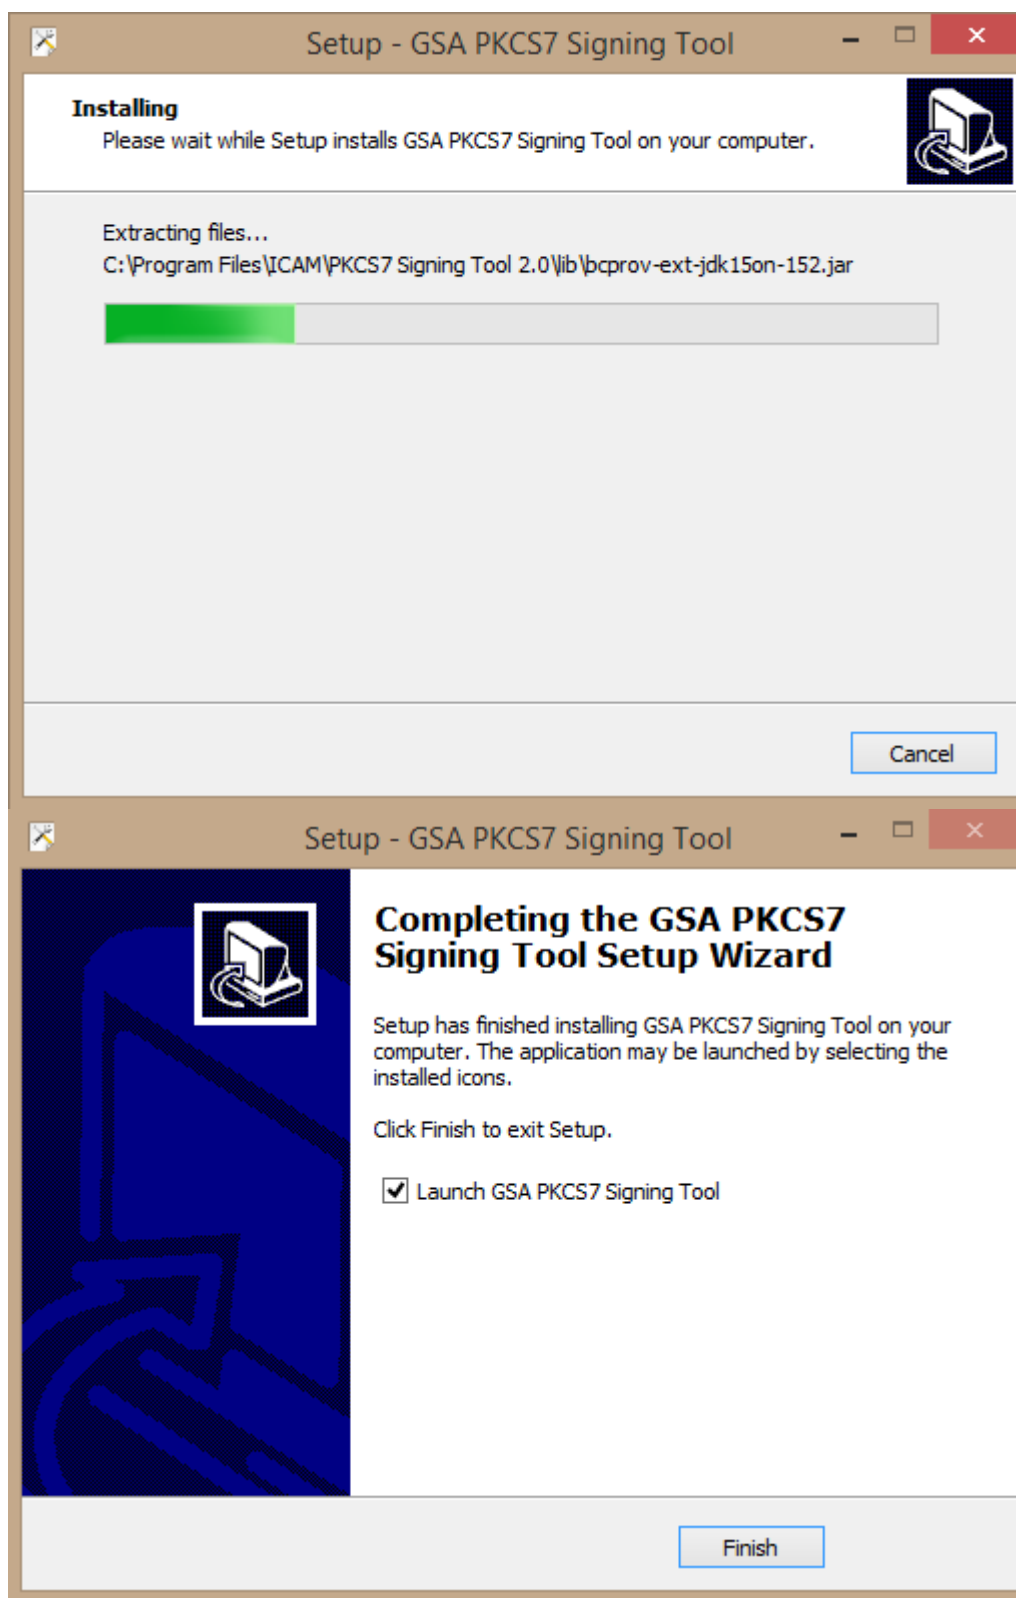 Setup - GSA PKCS7 Signing Tool
Installing
Please wait while Setup installs GSA PKCS7 Signing Tool on your computer.
Extracting files...
C:\Program Files\ICAM\PKCS7 Signing Tool 2.0\lib\bcprov-ext-jdk15on-152.jar
Cancel
Setup - GSA PKCS7 Signing Tool
Completing the GSA PKCS7
Signing Tool Setup Wizard
Setup has finished installing GSA PKCS7 Signing Tool on your
computer. The application may be launched by selecting the
installed icons.
Click Finish to exit Setup.
Launch GSA PKCS7 Signing Tool
Finish